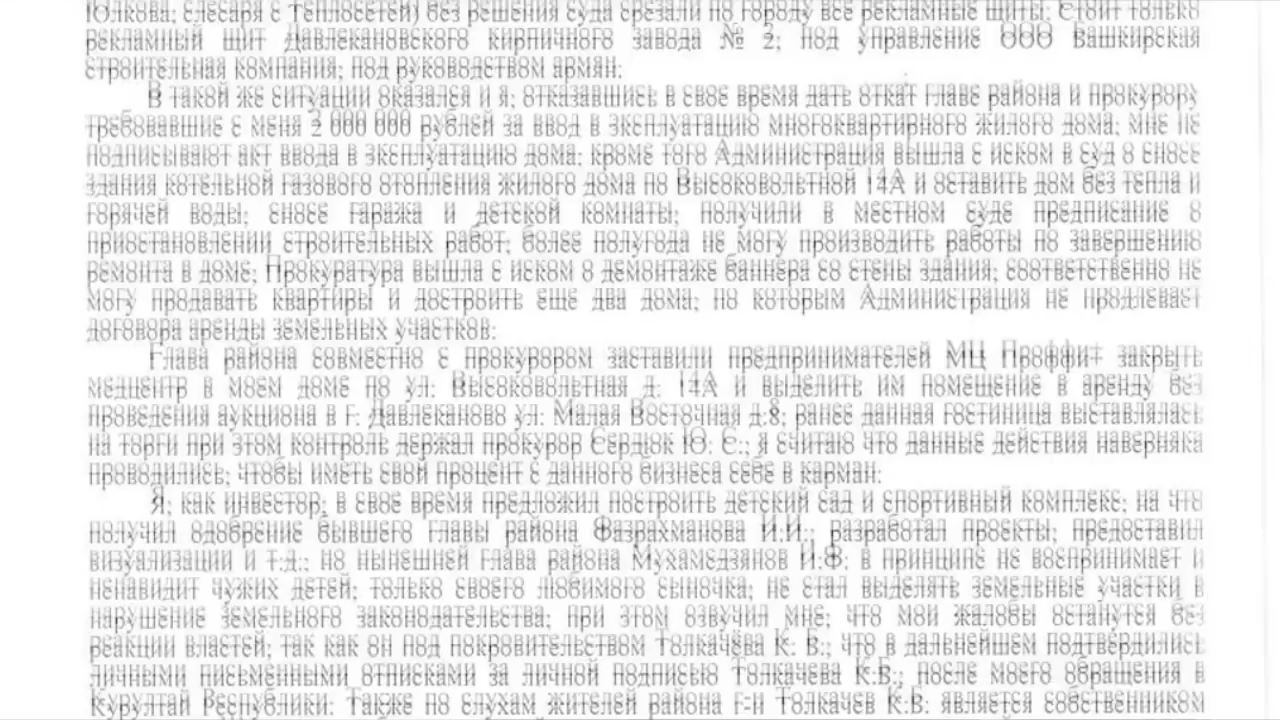 Юлкова, слесаря с Теплосетей) без решения суда срезали по городу все рекламные щиты. Стоит только
рекламный щит Давлекановского кирпичного завода № 2, под управление ООО Башкирская
строительная компания, под руководством армян.
В такой же ситуации оказался и я, отказавшись в свое время дать откат главе района и прокурору
требовавшие с меня 2 000 000 рублей за ввод в эксплуатацию многоквартирного жилого дома, мне не
подписывают акт ввода в эксплуатацию дома, кроме того Администрация вышла с иском в суд о сносе
здания котельной газового отопления жилого дома по Высоковольтной 14А и оставить дом без тепла и
горячей воды, сносе гаража и детской комнаты, получили в местном суде предписание о
приостановлении строительных работ, более полугода не могу производить работы по завершению
ремонта в доме, Прокуратура вышла с иском о демонтаже баннера со стены здания, соответственно не
могу продавать квартиры и достроить еще два дома, по которым Администрация не продлевает
договора аренды земельных участков.
Глава района совместно с прокурором заставили предпринимателей МЦ Проффит закрыть
медцентр в моем доме по ул. Высоковольтная д. 14А и выделить им помещение в аренду без
проведения аукциона в г. Давлеканово ул. Малая Восточная д.8, ранее данная гостиница выставлялась
на торги при этом контроль держал прокурор Сердюк Ю. С., я считаю что данные действия наверняка
проводились, чтобы иметь свой процент с данного бизнеса себе в карман.
Я, как инвестор, в свое время предложил построить детский сад и спортивный комплекс, на что
получил одобрение бывшего главы района Фазрахманова И.И., разработал проекты, предоставил
визуализации и т.д., но нынешней глава района Мухамедзянов И.Ф. в принципе не воспринимает и
ненавидит чужих детей, только своего любимого сыночка, не стал выделять земельные участки в
нарушение земельного законодательства, при этом озвучил мне, что мои жалобы останутся без
реакции властей, так как он под покровительством Толкачёва К. Б., что в дальнейшем подтвердились
личными письменными отписками за личной подписью Толкачева К.Б., после моего обращения в
Курултай Республики. Также по слухам жителей района г-н Толкачев К.Б. является собственником